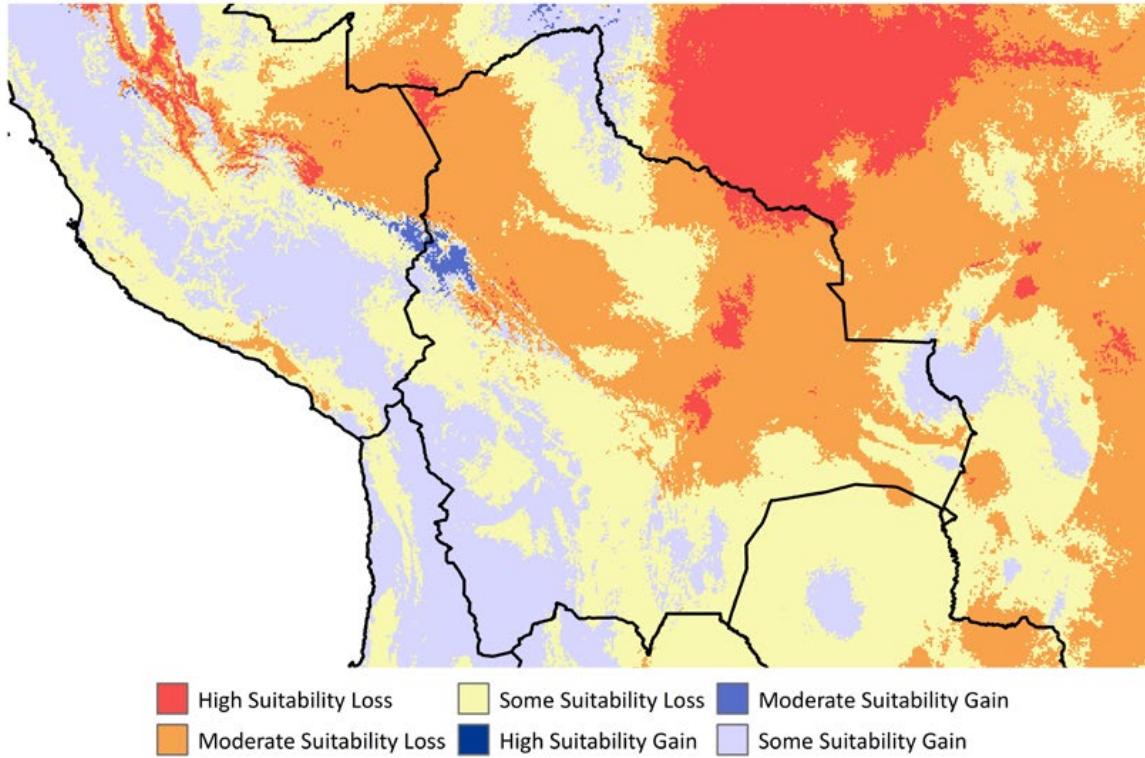 High Suitability Loss
Some Suitability Loss
Moderate Suitability Gain
Moderate Suitability Loss
High Suitability Gain
Some Suitability Gain